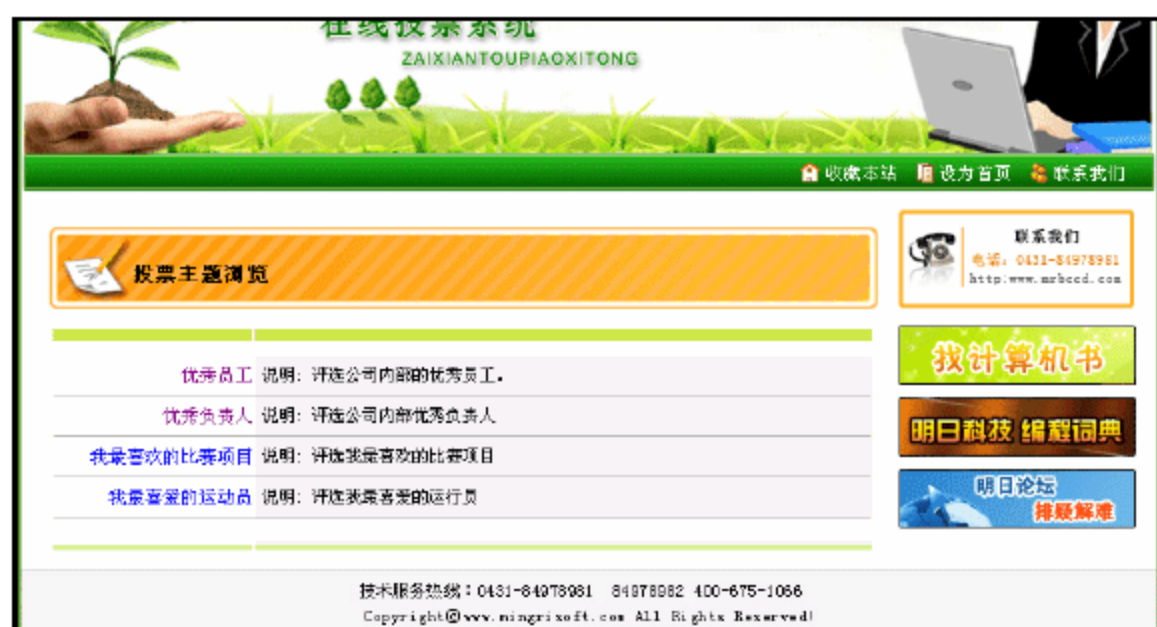 在线投票系统
ZAIXIANTOUPIAOXITONG
收藏本站 设为首页 联系我们
投票主题浏览
联系我们
电话：0431-84978981
http:www.mrbccd.com
找计算机书
明日科技 编程词典
明日论坛
排疑解难
优秀员工 说明：评选公司内部的优秀员工。
优秀负责人 说明：评选公司内部优秀负责人
我最喜欢的比赛项目 说明：评选我最喜欢的比赛项目
我最喜爱的运动员 说明：评选我最喜爱的运行员
技术服务热线：0431-84978981 84978982 400-675-1066
Copyright©www.mingrisoft.com All Rights Reserved!